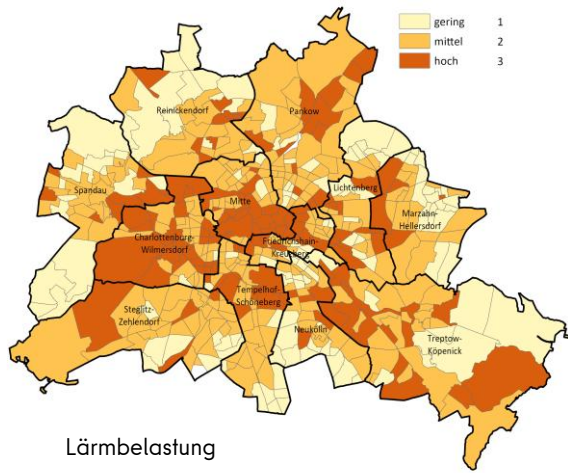 gering 1
mittel 2
hoch 3
Reinickendorf
Pankow
Spandau
Mitte
Lichtenberg
Marzahn-
Hellersdorf
Charlottenburg-
Wilmersdorf
Friedrichshain-
Kreuzberg
Tempelhof-
Schöneberg
Steglitz-
Zehlendorf
Neukölln
Treptow-
Köpenick
Lärmbelastung